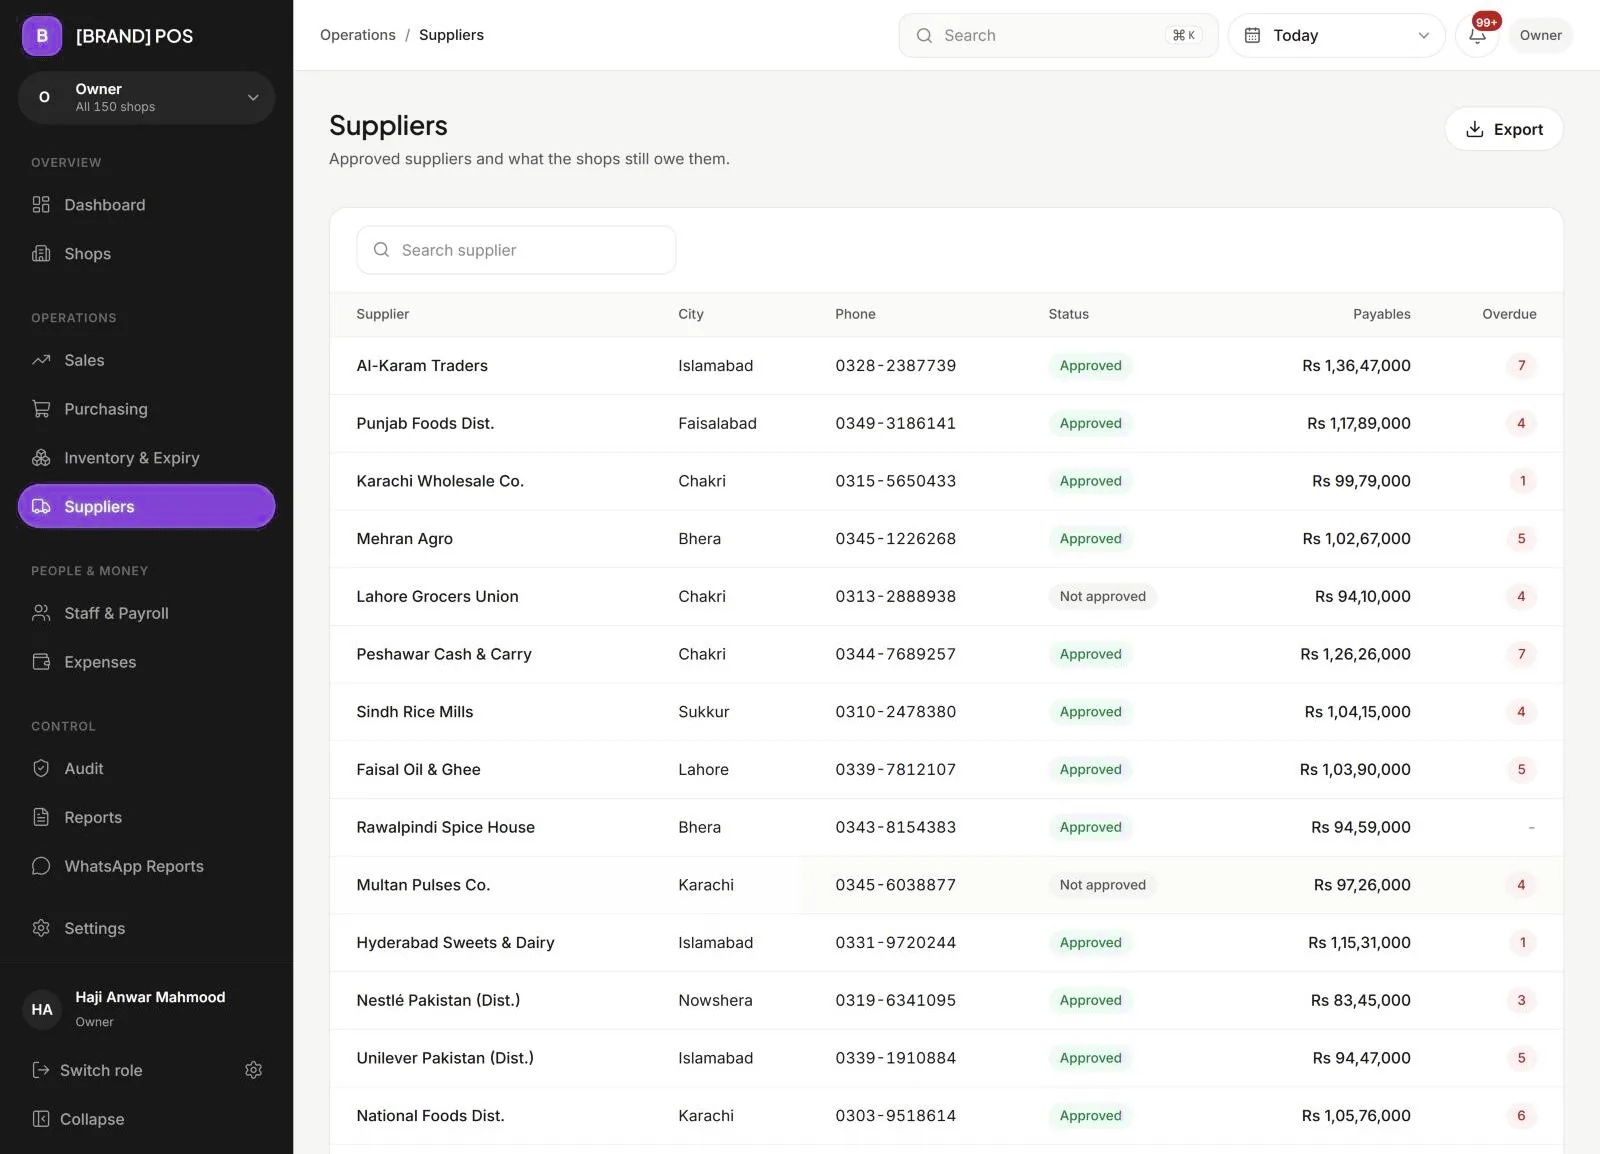 B [BRAND] POS
O Owner
All 150 shops
OVERVIEW
Dashboard
Shops
OPERATIONS
Sales
Purchasing
Inventory & Expiry
Suppliers
PEOPLE & MONEY
Staff & Payroll
Expenses
CONTROL
Audit
Reports
WhatsApp Reports
Settings
HA Haji Anwar Mahmood
Owner
Switch role
Collapse
Operations / Suppliers
Search ⌘ K
Today
99+
Owner
Suppliers
Approved suppliers and what the shops still owe them.
Export
Search supplier
Supplier City Phone Status Payables Overdue
Al-Karam Traders Islamabad 0328-2387739 Approved Rs 1,36,47,000 7
Punjab Foods Dist. Faisalabad 0349-3186141 Approved Rs 1,17,89,000 4
Karachi Wholesale Co. Chakri 0315-5650433 Approved Rs 99,79,000 1
Mehran Agro Bhera 0345-1226268 Approved Rs 1,02,67,000 5
Lahore Grocers Union Chakri 0313-2888938 Not approved Rs 94,10,000 4
Peshawar Cash & Carry Chakri 0344-7689257 Approved Rs 1,26,26,000 7
Sindh Rice Mills Sukkur 0310-2478380 Approved Rs 1,04,15,000 4
Faisal Oil & Ghee Lahore 0339-7812107 Approved Rs 1,03,90,000 5
Rawalpindi Spice House Bhera 0343-8154383 Approved Rs 94,59,000 -
Multan Pulses Co. Karachi 0345-6038877 Not approved Rs 97,26,000 4
Hyderabad Sweets & Dairy Islamabad 0331-9720244 Approved Rs 1,15,31,000 1
Nestlé Pakistan (Dist.) Nowshera 0319-6341095 Approved Rs 83,45,000 3
Unilever Pakistan (Dist.) Islamabad 0339-1910884 Approved Rs 94,47,000 5
National Foods Dist. Karachi 0303-9518614 Approved Rs 1,05,76,000 6